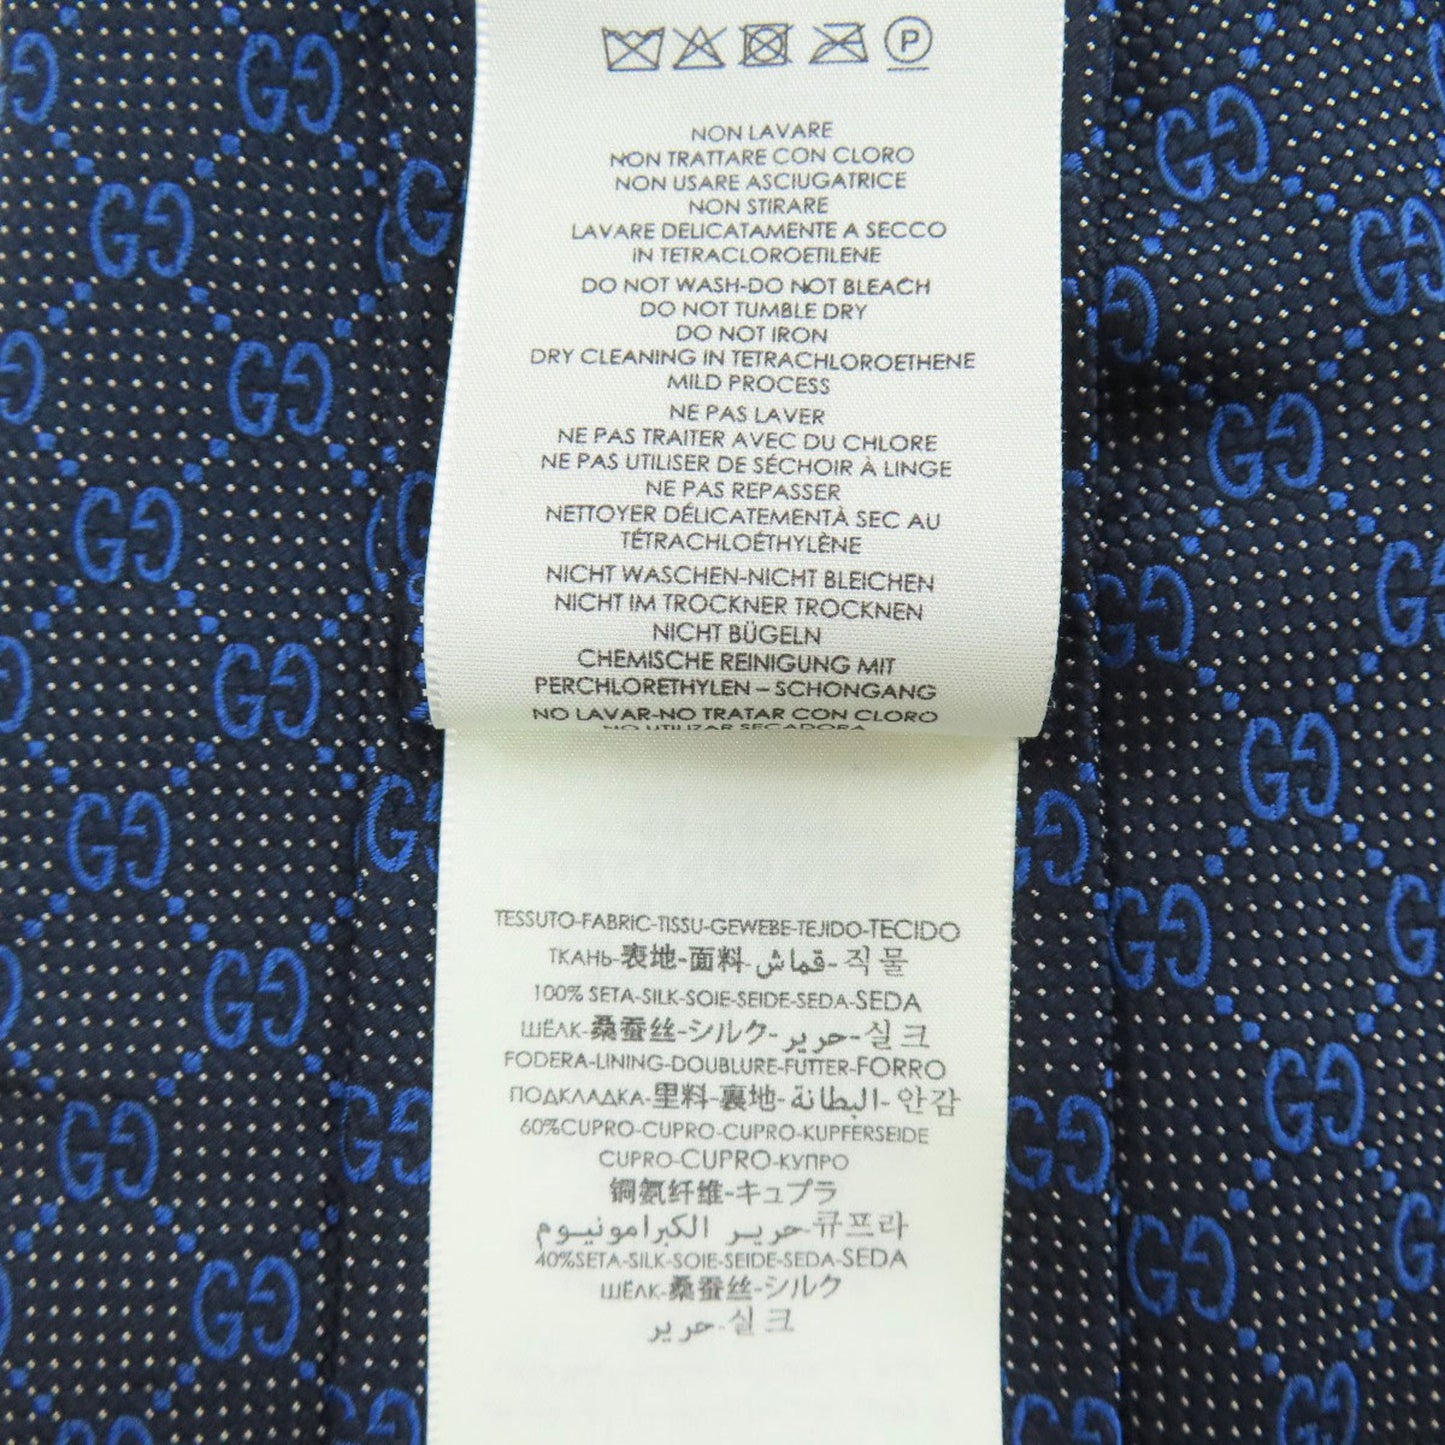 NON LAVARE
NON TRATTARE CON CLORO
NON USARE ASCIUGATRICE
NON STIRARE
LAVARE DELICATAMENTE A SECCO
IN TETRACLOROETILENE
DO NOT WASH-DO NOT BLEACH
DO NOT TUMBLE DRY
DO NOT IRON
DRY CLEANING IN TETRACHLOROETHENE
MILD PROCESS
NE PAS LAVER
NE PAS TRAITER AVEC DU CHLORE
NE PAS UTILISER DE SÉCHOIR À LINGE
NE PAS REPASSER
NETTOYER DÉLICATEMENTÀ SEC AU
TÉTRACHLOÉTHYLÈNE
NICHT WASCHEN-NICHT BLEICHEN
NICHT IM TROCKNER TROCKNEN
NICHT BÜGELN
CHEMISCHE REINIGUNG MIT
PERCHLORETHYLEN – SCHONGANG
NO LAVAR-NO TRATAR CON CLORO
NO UTILIZAR SECADORA
TESSUTO-FABRIC-TISSU-GEWEBE-TEJIDO-TECIDO
ТКАНЬ-表地-面料-قماش-직물
100% SETA-SILK-SOIE-SEIDE-SEDA-SEDA
ШЁЛК-桑蚕丝-シルク-حرير-실크
FODERA-LINING-DOUBLURE-FUTTER-FORRO
ПОДКЛАДКА-里料-裏地-البطانة-안감
60%CUPRO-CUPRO-CUPRO-KUPFERSEIDE
CUPRO-CUPRO-КУПРО
铜氨纤维-キュプラ
حرير الكبرامونيوم-큐프라
40%SETA-SILK-SOIE-SEIDE-SEDA-SEDA
ШЁЛК-桑蚕丝-シルク
حرير-실크